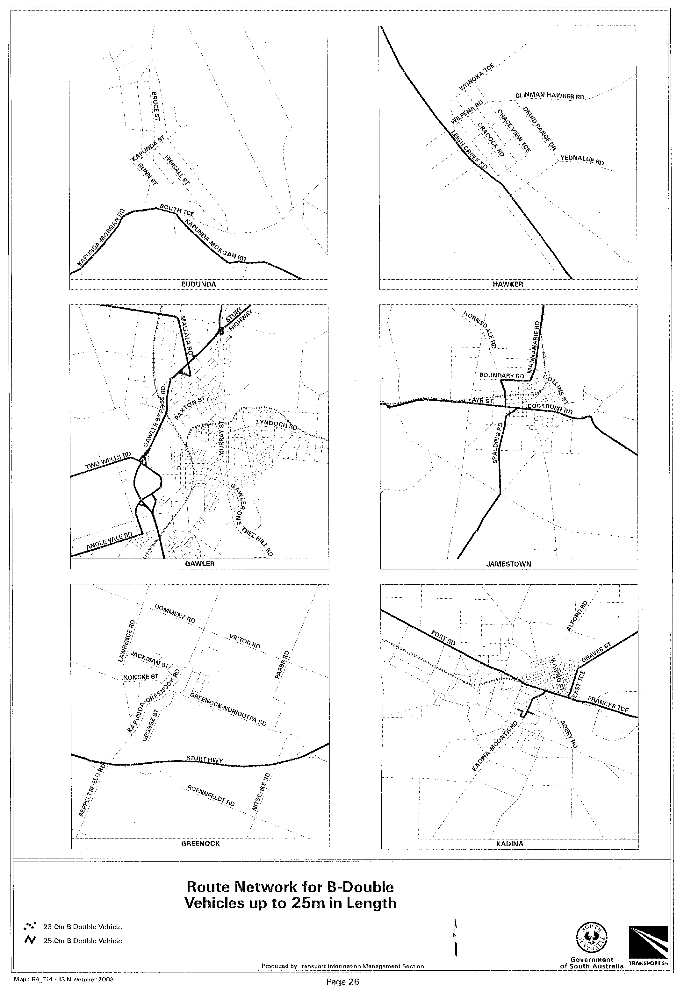 BRUCE ST
KAPUNDA ST
GUNN ST
WEIGALL ST
SOUTH TCE
KAPUNDA-MORGAN RD
KAPUNDA-MORGAN RD
EUDUNDA
WONOKA TCE
BLINMAN-HAWKER RD
WILPENA RD
CHACE VIEW TCE
DRUID RANGE DR
CRADOCK RD
LEIGH CREEK RD
YEDNALUE RD
HAWKER
STURT
HIGHWAY
MALLALA RD
GAWLER BYPASS RD
PAXTON ST
LYNDOCH RD
MURRAY ST
TWO WELLS RD
GAWLER-ONE TREE HILL RD
ANGLE VALE RD
GAWLER
HORNSDALE RD
MANNANARIE RD
BOUNDARY RD
COLLINS ST
AYR ST
COCKBURN RD
SPALDING RD
JAMESTOWN
DOMMENZ RD
LAWRENCE RD
VICTOR RD
JACKMAN ST
PARBS RD
KONCKE ST
KAPUNDA-GREENOCK RD
GREENOCK-NURIOOTPA RD
GEORGE ST
STURT HWY
SEPPELTSFIELD RD
ROENNFELDT RD
NITSCHKE RD
GREENOCK
ALFORD RD
PORT RD
GRAVES ST
WARING ST
EAST TCE
FRANCES TCE
KADINA-MOONTA RD
AGERY RD
KADINA
Route Network for B-Double
Vehicles up to 25m in Length
23.0m B Double Vehicle
25.0m B Double Vehicle
N
SOUTH
AUSTRALIA
Government
of South Australia
TRANSPORT SA
Produced by Transport Information Management Section
Map : R4_T14 - 13 November 2003
Page 26